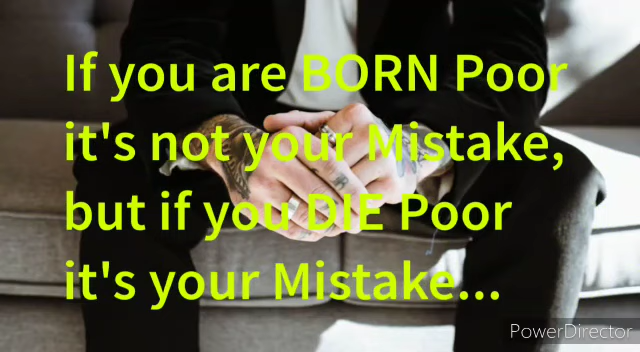 If you are BORN Poor
it's not your Mistake,
but if you DIE Poor
it's your Mistake...
PowerDirector